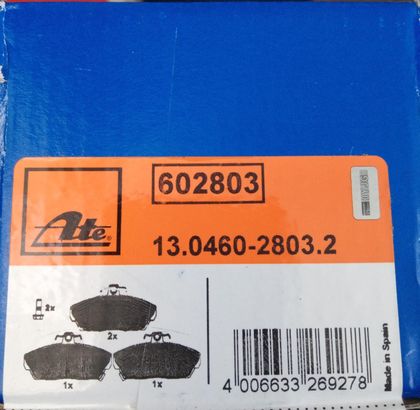 602803
Ate
13.0460-2803.2
2x
2x
1x
1x
4 006633 269278
Made in Spain